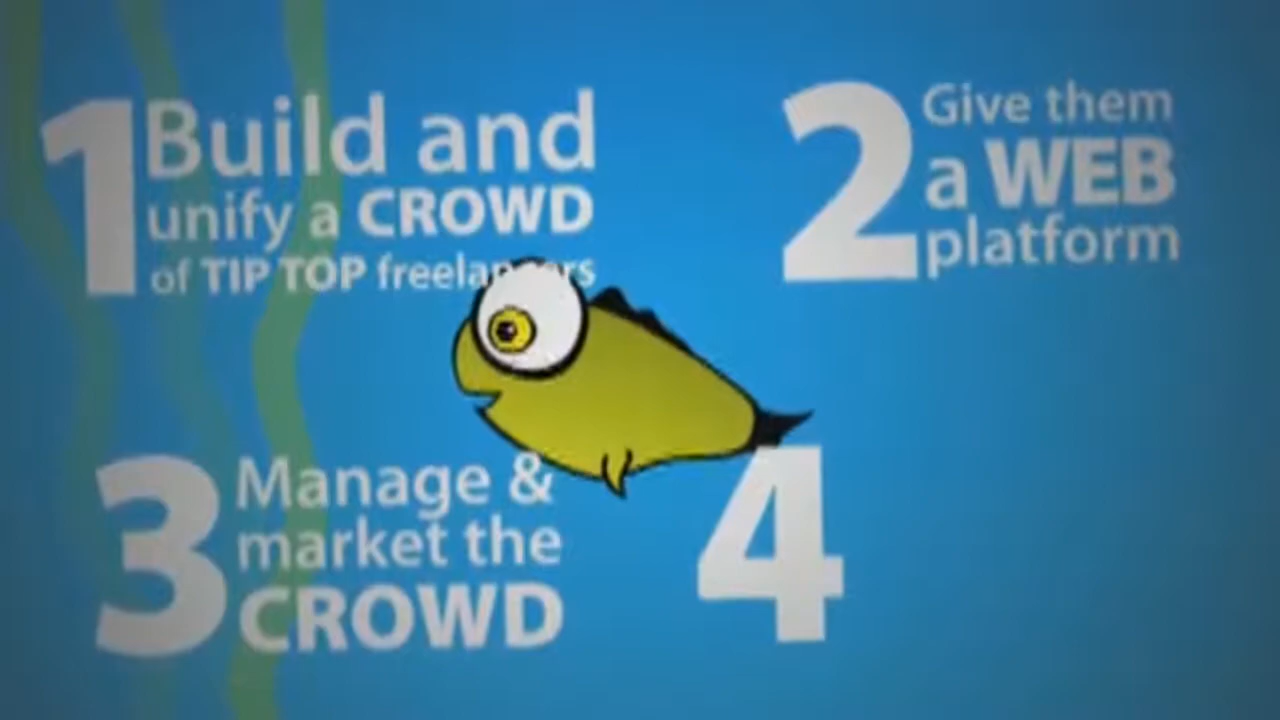 1 Build and
unify a CROWD
of TIP TOP freelancers
2 Give them
a WEB
platform
3 Manage &
market the
CROWD
4